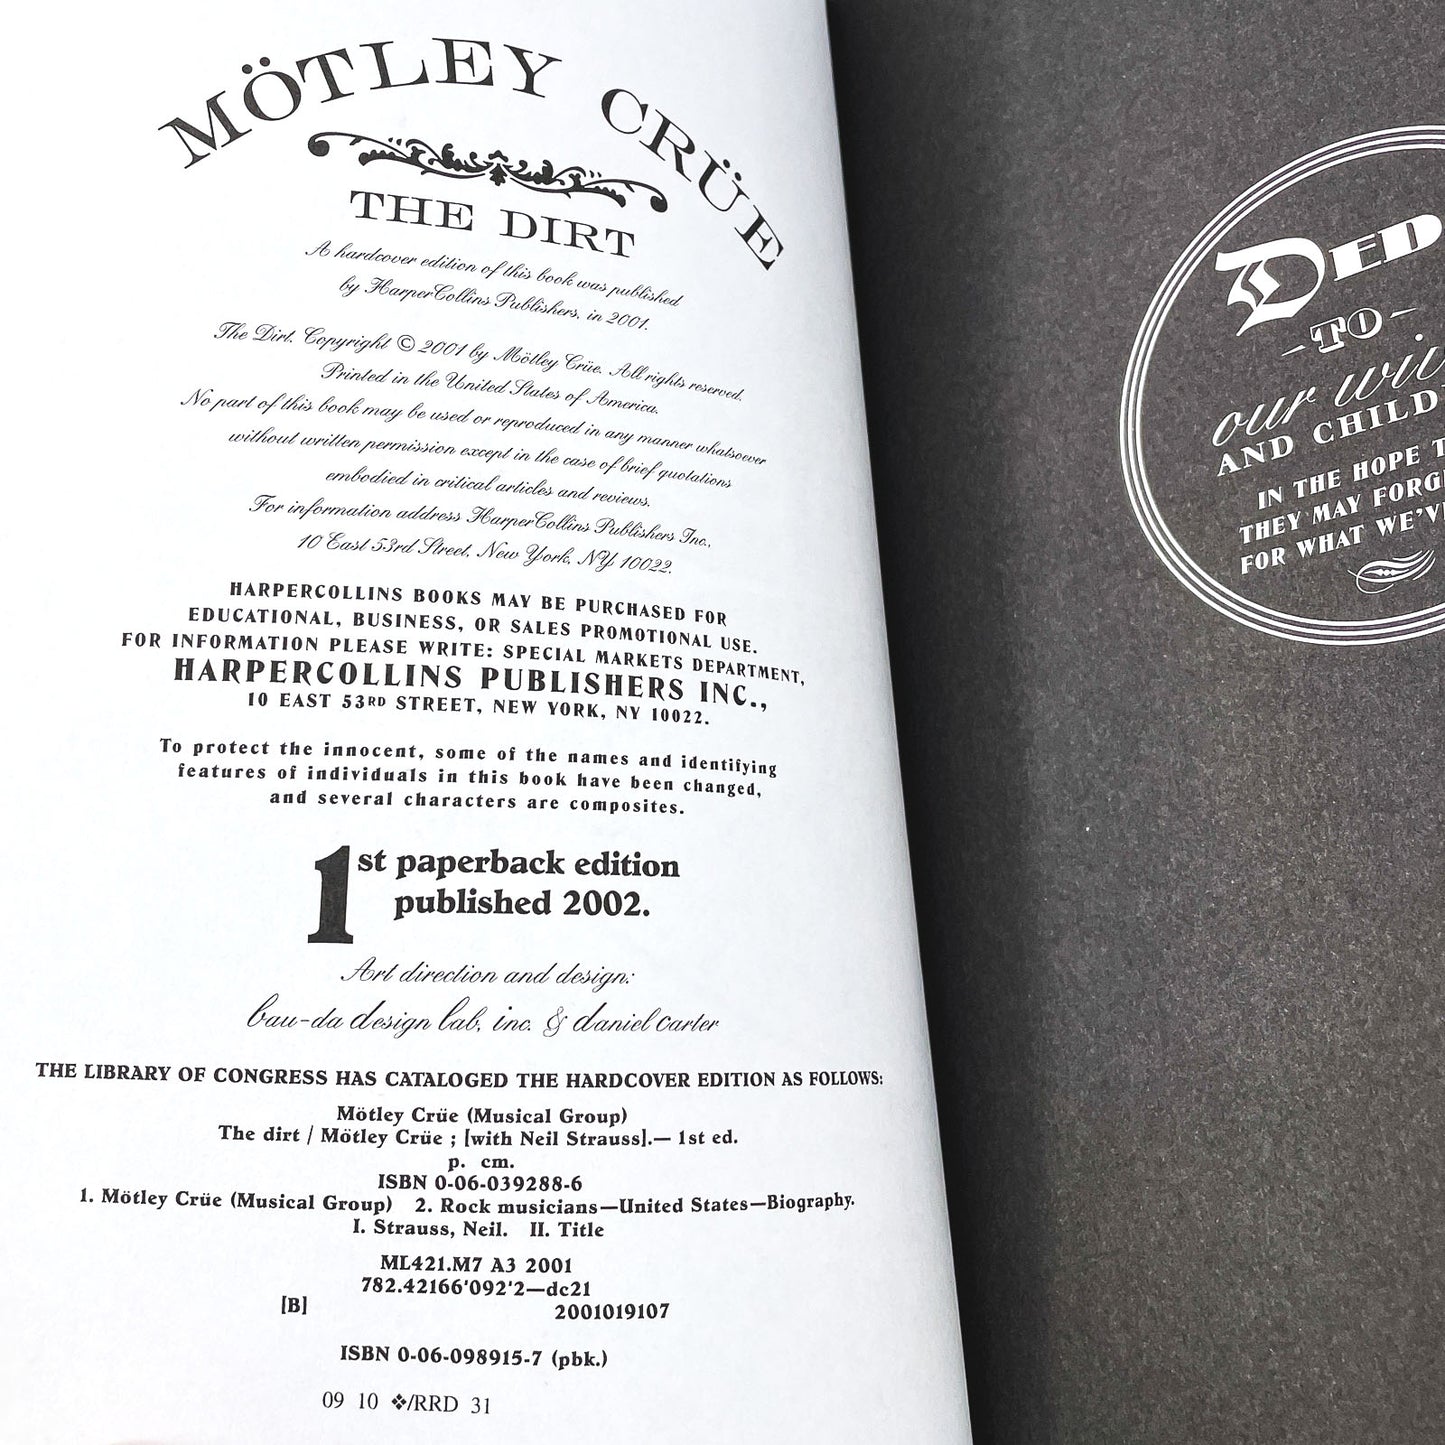 MÖTLEY CRÜE
THE DIRT
A hardcover edition of this book was published
by HarperCollins Publishers, in 2001.
The Dirt. Copyright © 2001 by Mötley Crüe. All rights reserved.
Printed in the United States of America.
No part of this book may be used or reproduced in any manner whatsoever
without written permission except in the case of brief quotations
embodied in critical articles and reviews.
For information address HarperCollins Publishers Inc.,
10 East 53rd Street, New York, NY 10022.
HARPERCOLLINS BOOKS MAY BE PURCHASED FOR
EDUCATIONAL, BUSINESS, OR SALES PROMOTIONAL USE.
FOR INFORMATION PLEASE WRITE: SPECIAL MARKETS DEPARTMENT,
HARPERCOLLINS PUBLISHERS INC.,
10 EAST 53RD STREET, NEW YORK, NY 10022.
To protect the innocent, some of the names and identifying
features of individuals in this book have been changed,
and several characters are composites.
1st paperback edition
published 2002.
Art direction and design:
bau-da design lab, inc. & daniel carter
THE LIBRARY OF CONGRESS HAS CATALOGED THE HARDCOVER EDITION AS FOLLOWS:
Mötley Crüe (Musical Group)
The dirt / Mötley Crüe ; [with Neil Strauss].— 1st ed.
p. cm.
ISBN 0-06-039288-6
1. Mötley Crüe (Musical Group) 2. Rock musicians—United States—Biography.
I. Strauss, Neil. II. Title
ML421.M7 A3 2001
782.42166'092'2—dc21
[B] 2001019107
ISBN 0-06-098915-7 (pbk.)
09 10 ❖/RRD 31
DED
–TO–
our wiv
AND CHILD
IN THE HOPE T
THEY MAY FORG
FOR WHAT WE'V